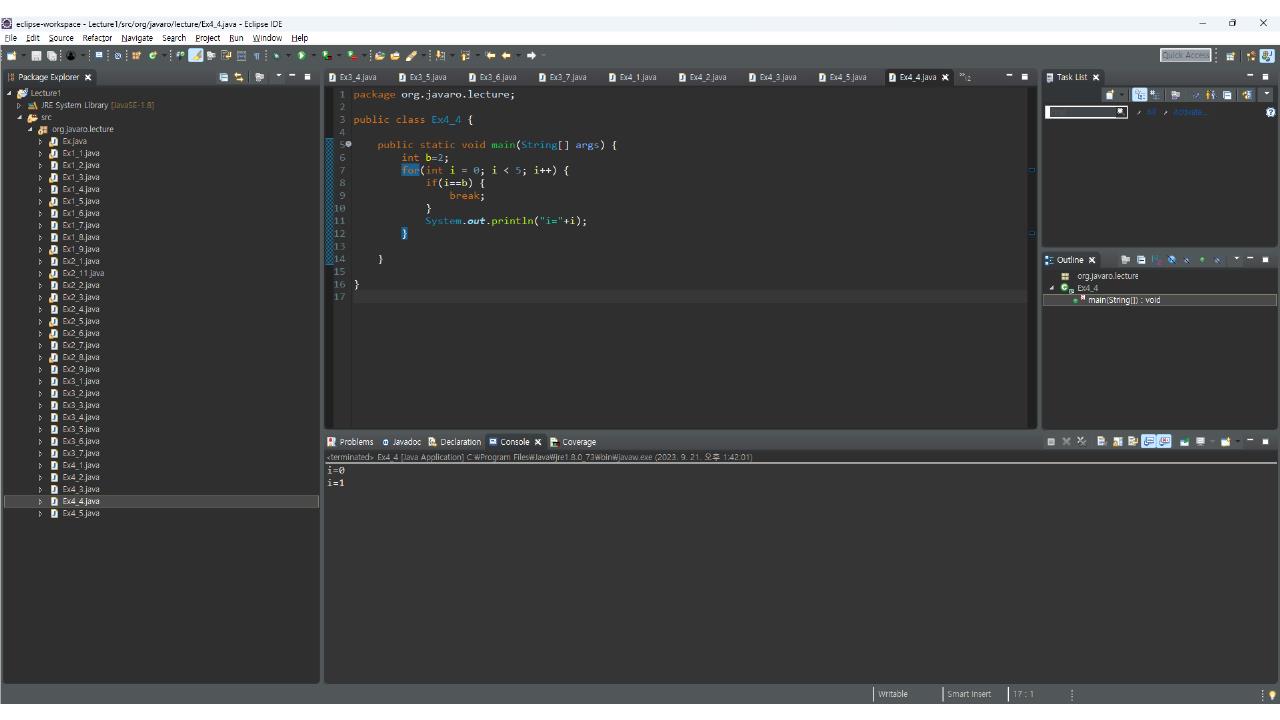 eclipse-workspace - Lecture1/src/org/javaro/lecture/Ex4_4.java - Eclipse IDE
File Edit Source Refactor Navigate Search Project Run Window Help
Quick Access
Package Explorer
Lecture1
JRE System Library [JavaSE-1.8]
src
org.javaro.lecture
Ex.java
Ex1_1.java
Ex1_2.java
Ex1_3.java
Ex1_4.java
Ex1_5.java
Ex1_6.java
Ex1_7.java
Ex1_8.java
Ex1_9.java
Ex2_1.java
Ex2_11.java
Ex2_2.java
Ex2_3.java
Ex2_4.java
Ex2_5.java
Ex2_6.java
Ex2_7.java
Ex2_8.java
Ex2_9.java
Ex3_1.java
Ex3_2.java
Ex3_3.java
Ex3_4.java
Ex3_5.java
Ex3_6.java
Ex3_7.java
Ex4_1.java
Ex4_2.java
Ex4_3.java
Ex4_4.java
Ex4_5.java
Ex3_4.java Ex3_5.java Ex3_6.java Ex3_7.java Ex4_1.java Ex4_2.java Ex4_3.java Ex4_5.java Ex4_4.java »12
1 package org.javaro.lecture;
2
3 public class Ex4_4 {
4
5 public static void main(String[] args) {
6 int b=2;
7 for(int i = 0; i < 5; i++) {
8 if(i==b) {
9 break;
10 }
11 System.out.println("i="+i);
12 }
13
14 }
15
16 }
17
Task List
All Activate...
Outline
org.javaro.lecture
Ex4_4
main(String[]) : void
Problems Javadoc Declaration Console Coverage
<terminated> Ex4_4 [Java Application] C:₩Program Files₩Java₩jre1.8.0_73₩bin₩javaw.exe (2023. 9. 21. 오후 1:42:01)
i=0
i=1
Writable Smart Insert 17 : 1